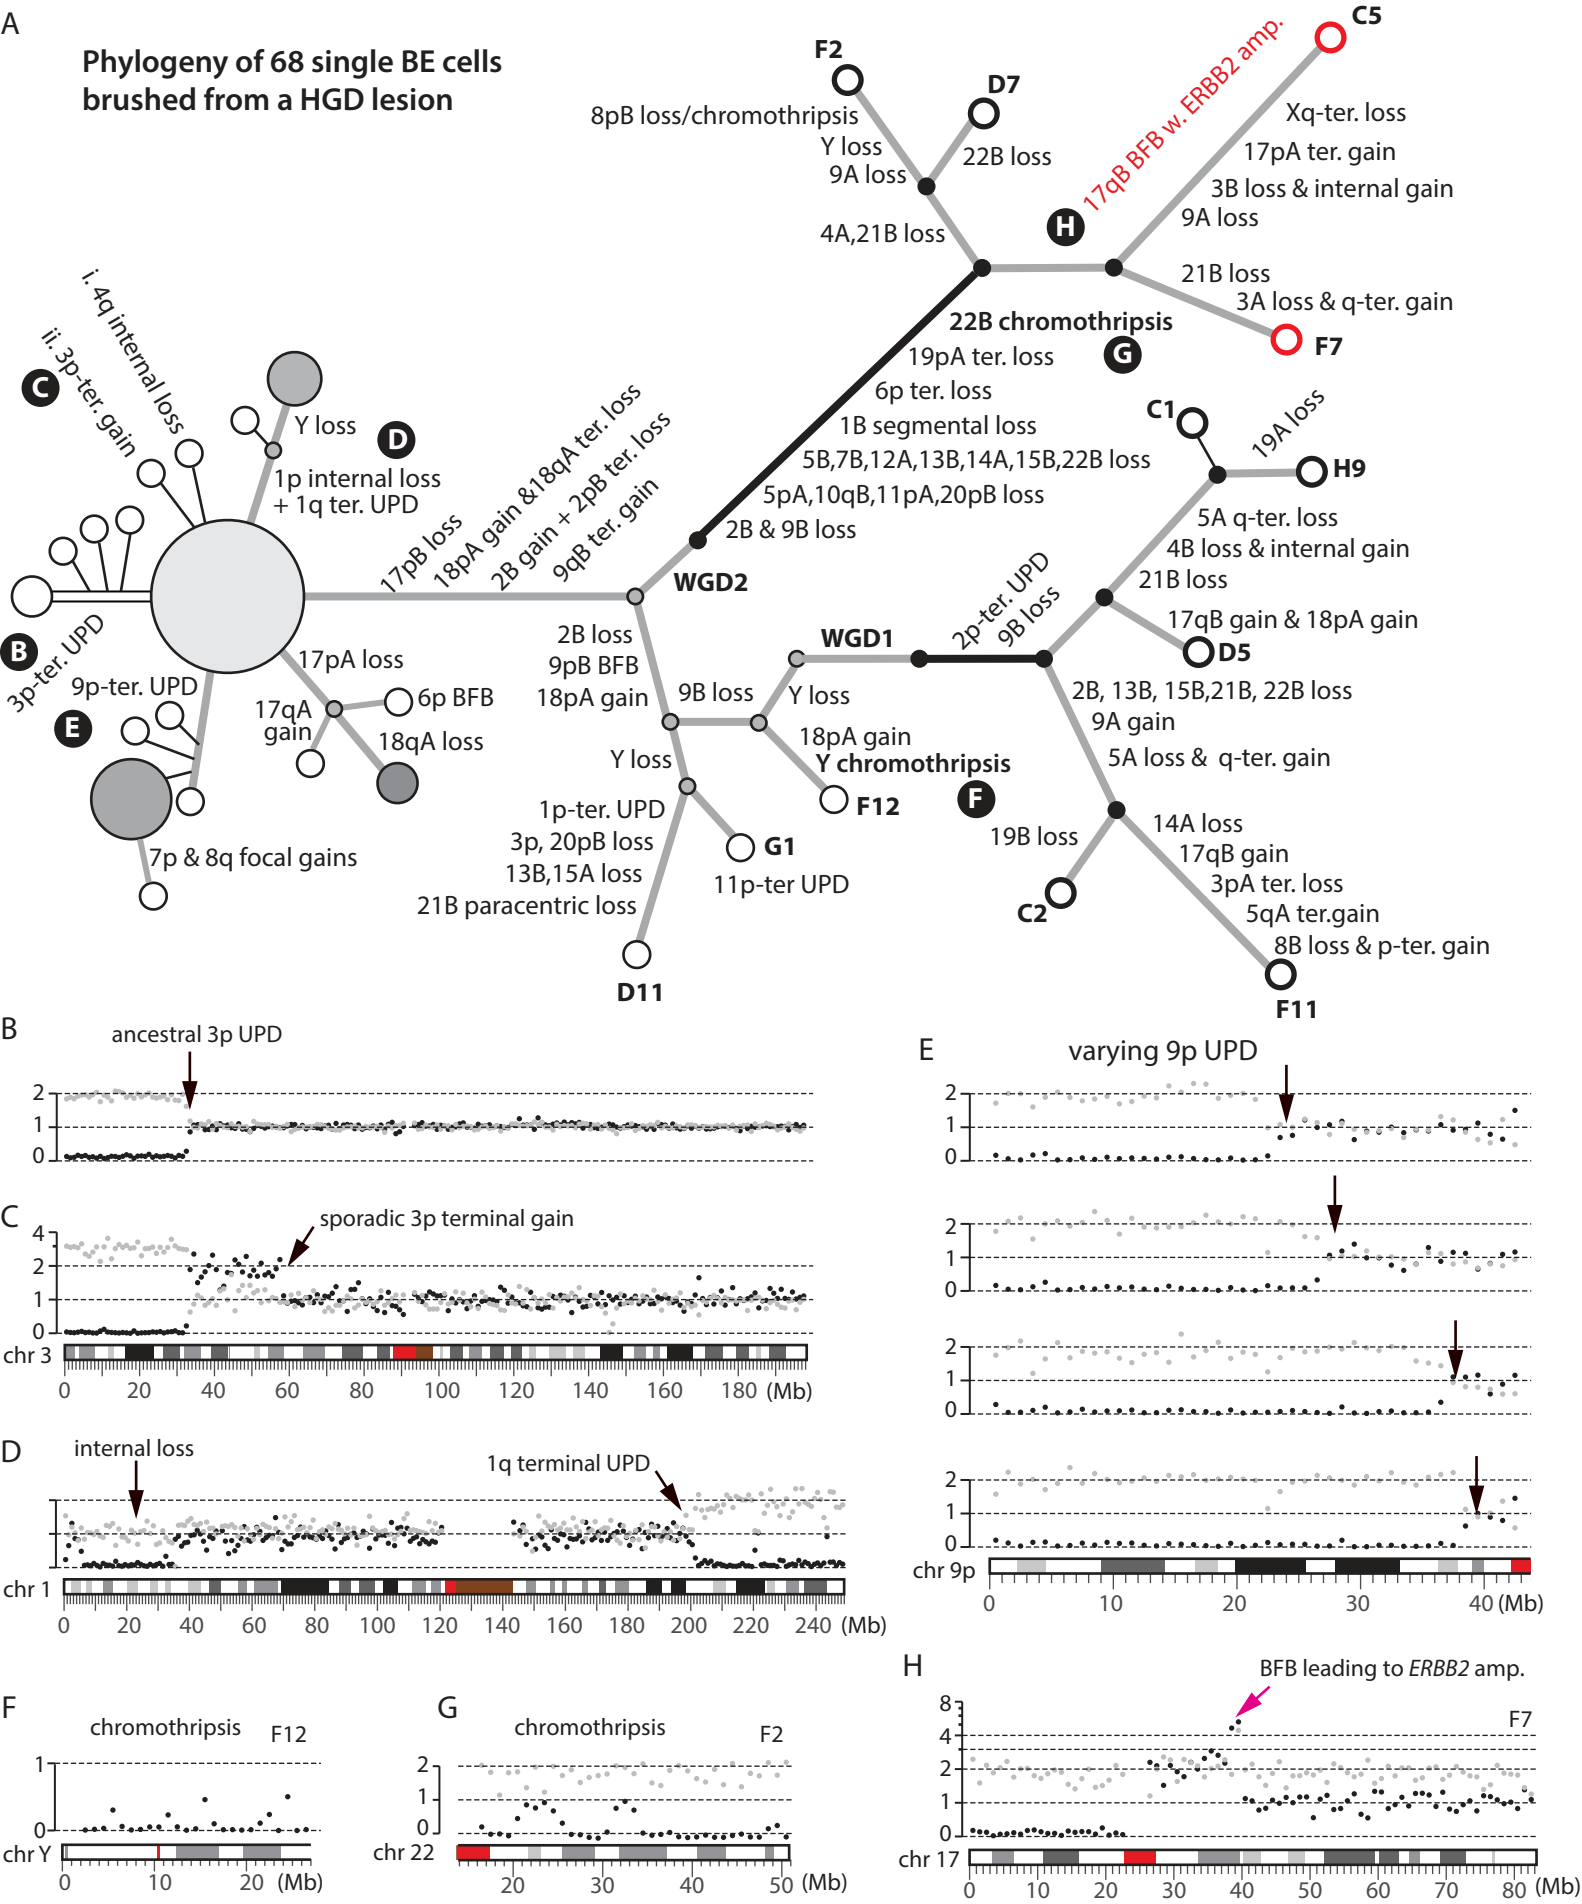 A
Phylogeny of 68 single BE cells
brushed from a HGD lesion
F2
D7
C5
8pB loss/chromothripsis
Y loss
9A loss
22B loss
4A,21B loss
H
17qB BFB w. ERBB2 amp.
Xq-ter. loss
17pA ter. gain
3B loss & internal gain
9A loss
21B loss
3A loss & q-ter. gain
F7
22B chromothripsis
G
19pA ter. loss
6p ter. loss
1B segmental loss
5B,7B,12A,13B,14A,15B,22B loss
5pA,10qB,11pA,20pB loss
2B & 9B loss
WGD2
C
i. 4q internal loss
ii. 3p-ter. gain
Y loss
D
1p internal loss
+ 1q ter. UPD
17pB loss
18pA gain &18qA ter. loss
2B gain + 2pB ter. loss
9qB ter. gain
B
3p-ter. UPD
9p-ter. UPD
E
17pA loss
17qA
gain
6p BFB
18qA loss
7p & 8q focal gains
2B loss
9pB BFB
18pA gain
9B loss
Y loss
WGD1
2p-ter. UPD
9B loss
18pA gain
Y chromothripsis
F
F12
Y loss
1p-ter. UPD
3p, 20pB loss
13B,15A loss
21B paracentric loss
D11
G1
11p-ter UPD
C1
19A loss
H9
5A q-ter. loss
4B loss & internal gain
21B loss
17qB gain & 18pA gain
D5
2B, 13B, 15B,21B, 22B loss
9A gain
5A loss & q-ter. gain
19B loss
C2
14A loss
17qB gain
3pA ter. loss
5qA ter.gain
8B loss & p-ter. gain
F11
B
ancestral 3p UPD
2
1
0
C
sporadic 3p terminal gain
4
2
1
0
chr 3
0 20 40 60 80 100 120 140 160 180 (Mb)
D
internal loss
1q terminal UPD
chr 1
0 20 40 60 80 100 120 140 160 180 200 220 240 (Mb)
E
varying 9p UPD
2
1
0
2
1
0
2
1
0
2
1
0
chr 9p
0 10 20 30 40 (Mb)
F
chromothripsis
F12
1
0
chr Y
0 10 20 (Mb)
G
chromothripsis
F2
2
1
0
0
chr 22
20 30 40 50 (Mb)
H
BFB leading to ERBB2 amp.
F7
8
4
2
1
0
chr 17
0 10 20 30 40 50 60 70 80 (Mb)